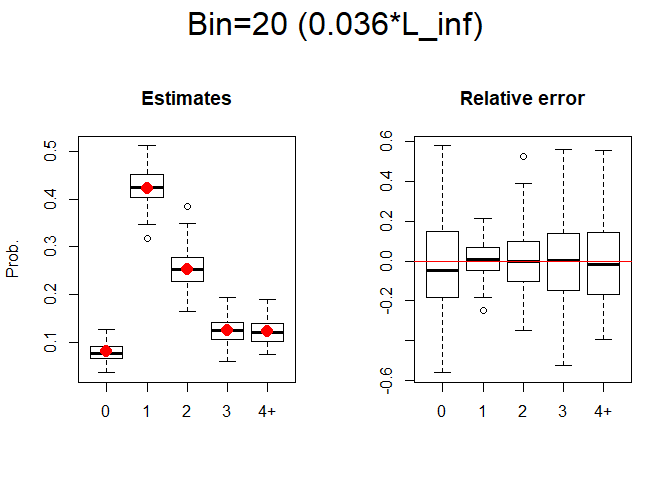 Bin=20 (0.036*L_inf)
Estimates
Relative error
Prob.
0.5
0.4
0.3
0.2
0.1
0 1 2 3 4+
0.6
0.4
0.2
0.0
-0.2
-0.6
0 1 2 3 4+